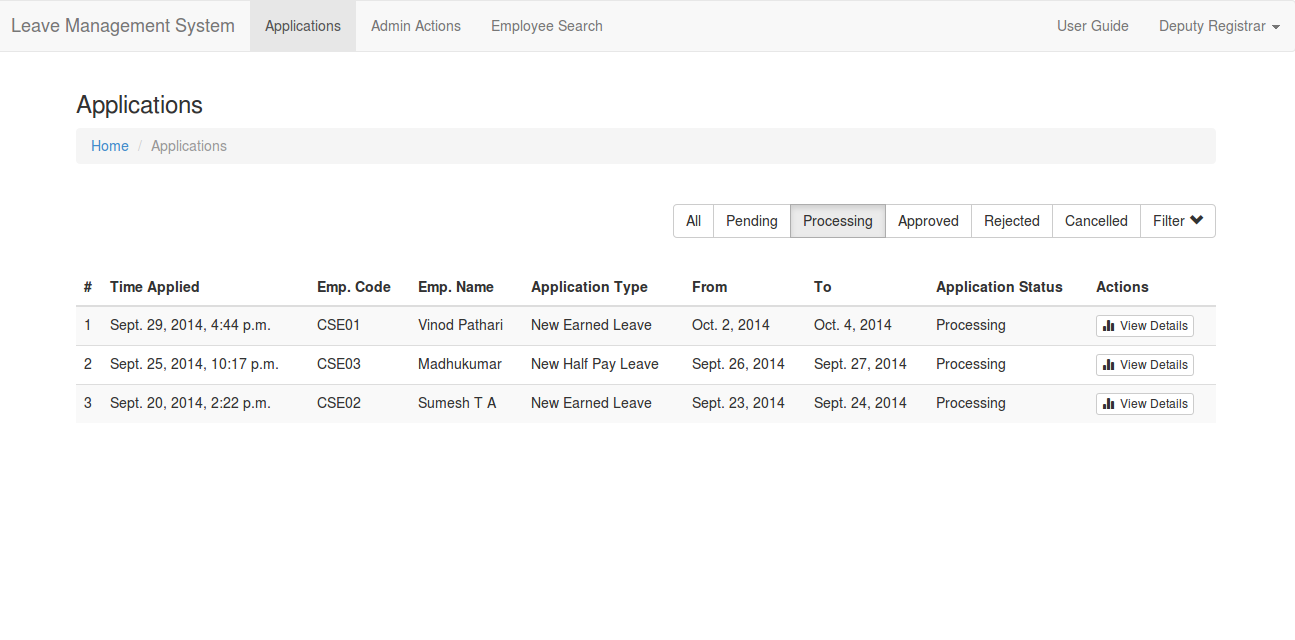 Leave Management System Applications Admin Actions Employee Search User Guide Deputy Registrar
Applications
Home / Applications
All Pending Processing Approved Rejected Cancelled Filter
# Time Applied Emp. Code Emp. Name Application Type From To Application Status Actions
1 Sept. 29, 2014, 4:44 p.m. CSE01 Vinod Pathari New Earned Leave Oct. 2, 2014 Oct. 4, 2014 Processing View Details
2 Sept. 25, 2014, 10:17 p.m. CSE03 Madhukumar New Half Pay Leave Sept. 26, 2014 Sept. 27, 2014 Processing View Details
3 Sept. 20, 2014, 2:22 p.m. CSE02 Sumesh T A New Earned Leave Sept. 23, 2014 Sept. 24, 2014 Processing View Details